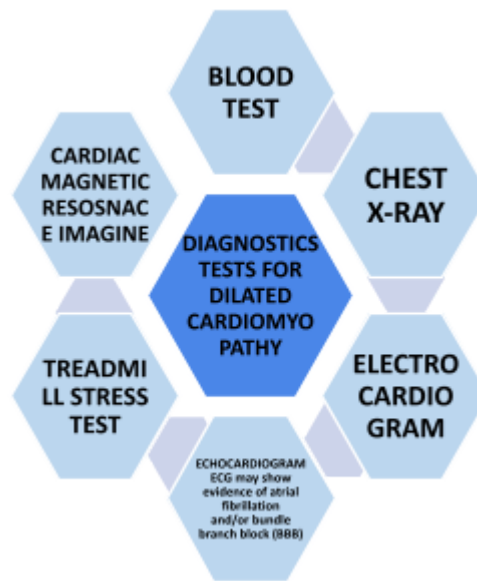 BLOOD
TEST
CHEST
X-RAY
ELECTRO
CARDIO
GRAM
ECHOCARDIOGRAM
ECG may show
evidence of atrial
fibrillation
and/or bundle
branch block (BBB)
TREADMI
LL STRESS
TEST
CARDIAC
MAGNETIC
RESOSNAC
E IMAGINE
DIAGNOSTICS
TESTS FOR
DILATED
CARDIOMYO
PATHY